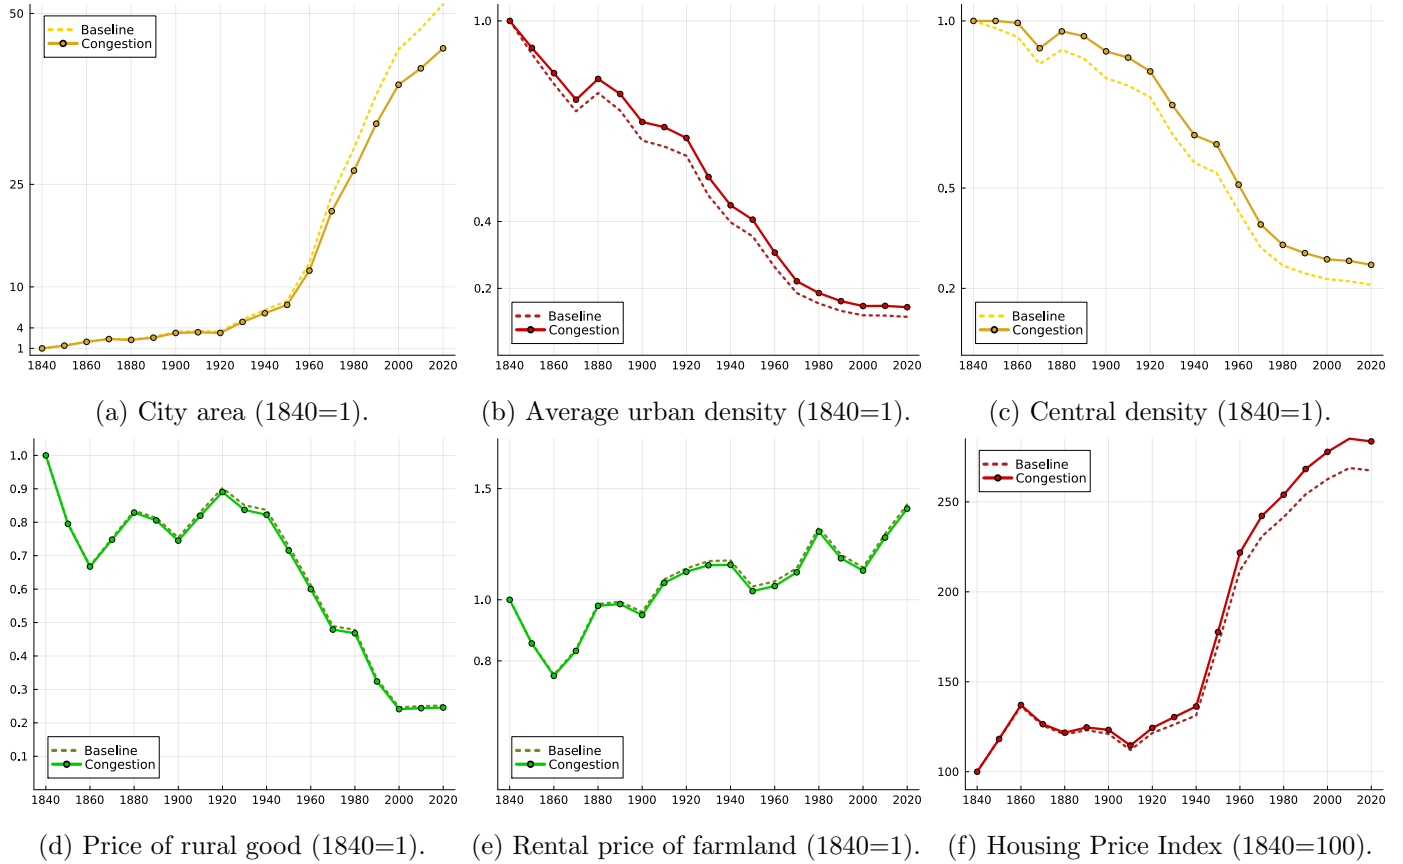 50
25
10
4
1
Baseline
Congestion
1840 1860 1880 1900 1920 1940 1960 1980 2000 2020
(a) City area (1840=1).
1.0
0.4
0.2
Baseline
Congestion
1840 1860 1880 1900 1920 1940 1960 1980 2000 2020
(b) Average urban density (1840=1).
1.0
0.5
0.2
Baseline
Congestion
1840 1860 1880 1900 1920 1940 1960 1980 2000 2020
(c) Central density (1840=1).
1.0
0.9
0.8
0.7
0.6
0.5
0.4
0.3
0.2
0.1
Baseline
Congestion
1840 1860 1880 1900 1920 1940 1960 1980 2000 2020
(d) Price of rural good (1840=1).
1.5
1.0
0.8
Baseline
Congestion
1840 1860 1880 1900 1920 1940 1960 1980 2000 2020
(e) Rental price of farmland (1840=1).
Baseline
Congestion
250
200
150
100
1840 1860 1880 1900 1920 1940 1960 1980 2000 2020
(f) Housing Price Index (1840=100).